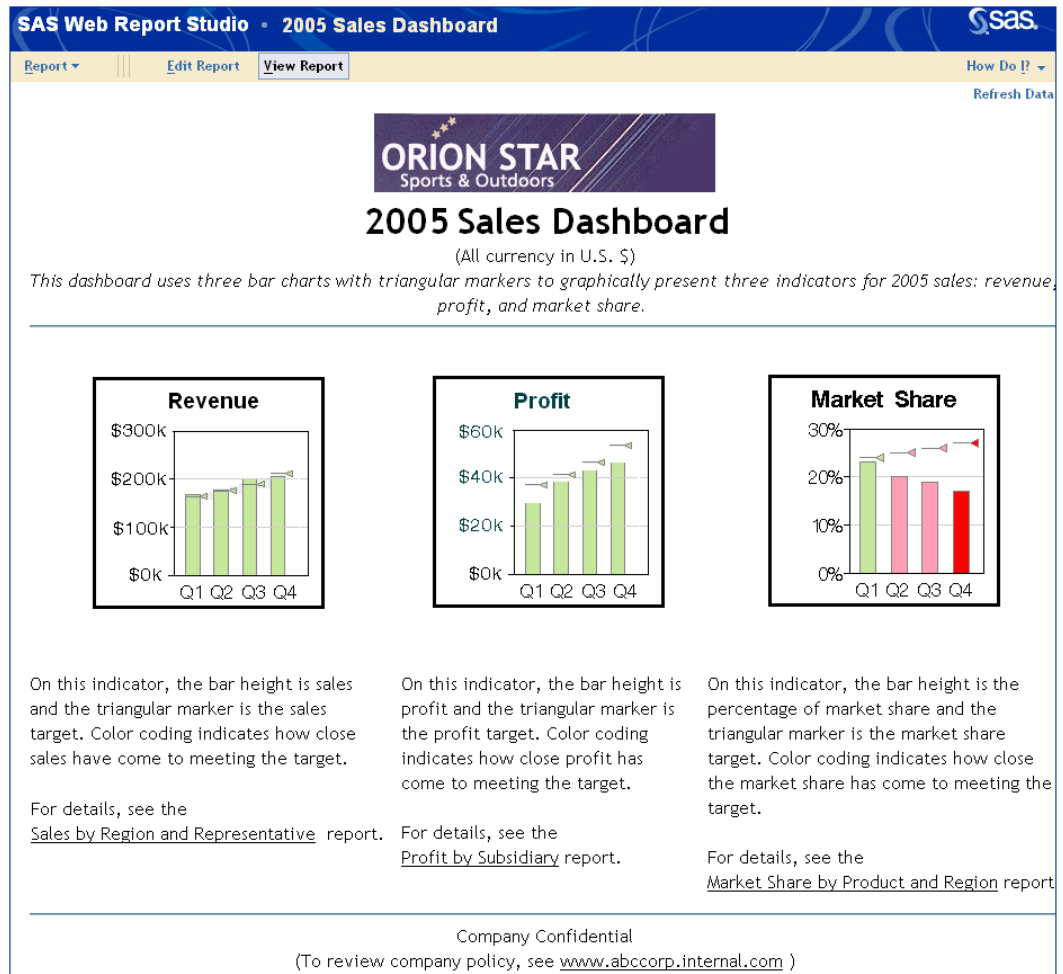 SAS Web Report Studio • 2005 Sales Dashboard
sas.
Report
Edit Report
View Report
How Do I?
Refresh Data
ORION STAR
Sports & Outdoors
2005 Sales Dashboard
(All currency in U.S. $)
This dashboard uses three bar charts with triangular markers to graphically present three indicators for 2005 sales: revenue,
profit, and market share.
Revenue
$300k
$200k
$100k
$0k
Q1 Q2 Q3 Q4
Profit
$60k
$40k
$20k
$0k
Q1 Q2 Q3 Q4
Market Share
30%
20%
10%
0%
Q1 Q2 Q3 Q4
On this indicator, the bar height is sales
and the triangular marker is the sales
target. Color coding indicates how close
sales have come to meeting the target.
For details, see the
Sales by Region and Representative report.
On this indicator, the bar height is
profit and the triangular marker is
the profit target. Color coding
indicates how close profit has
come to meeting the target.
For details, see the
Profit by Subsidiary report.
On this indicator, the bar height is the
percentage of market share and the
triangular marker is the market share
target. Color coding indicates how close
the market share has come to meeting the
target.
For details, see the
Market Share by Product and Region report
Company Confidential
(To review company policy, see www.abccorp.internal.com )